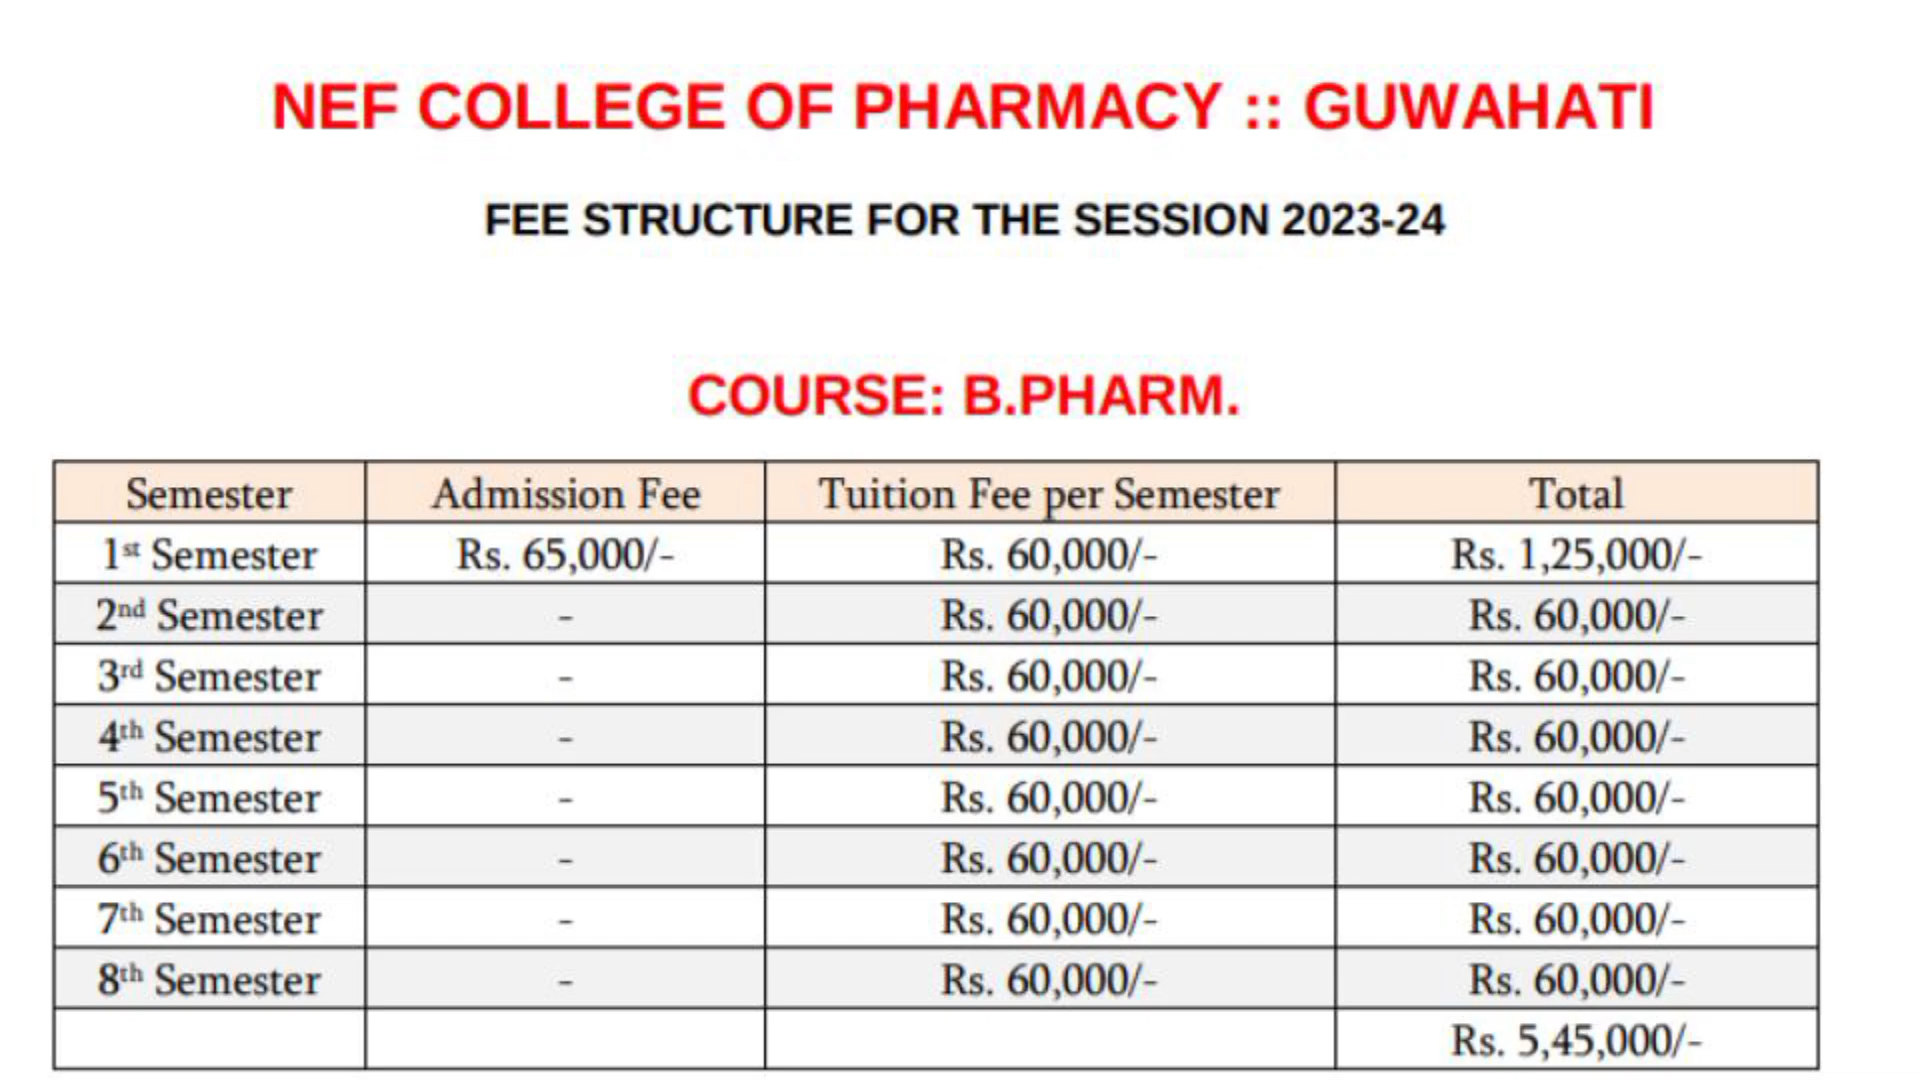 NEF COLLEGE OF PHARMACY :: GUWAHATI
FEE STRUCTURE FOR THE SESSION 2023-24
COURSE: B.PHARM.
Semester Admission Fee Tuition Fee per Semester Total
1st Semester Rs. 65,000/- Rs. 60,000/- Rs. 1,25,000/-
2nd Semester - Rs. 60,000/- Rs. 60,000/-
3rd Semester - Rs. 60,000/- Rs. 60,000/-
4th Semester - Rs. 60,000/- Rs. 60,000/-
5th Semester - Rs. 60,000/- Rs. 60,000/-
6th Semester - Rs. 60,000/- Rs. 60,000/-
7th Semester - Rs. 60,000/- Rs. 60,000/-
8th Semester - Rs. 60,000/- Rs. 60,000/-
Rs. 5,45,000/-